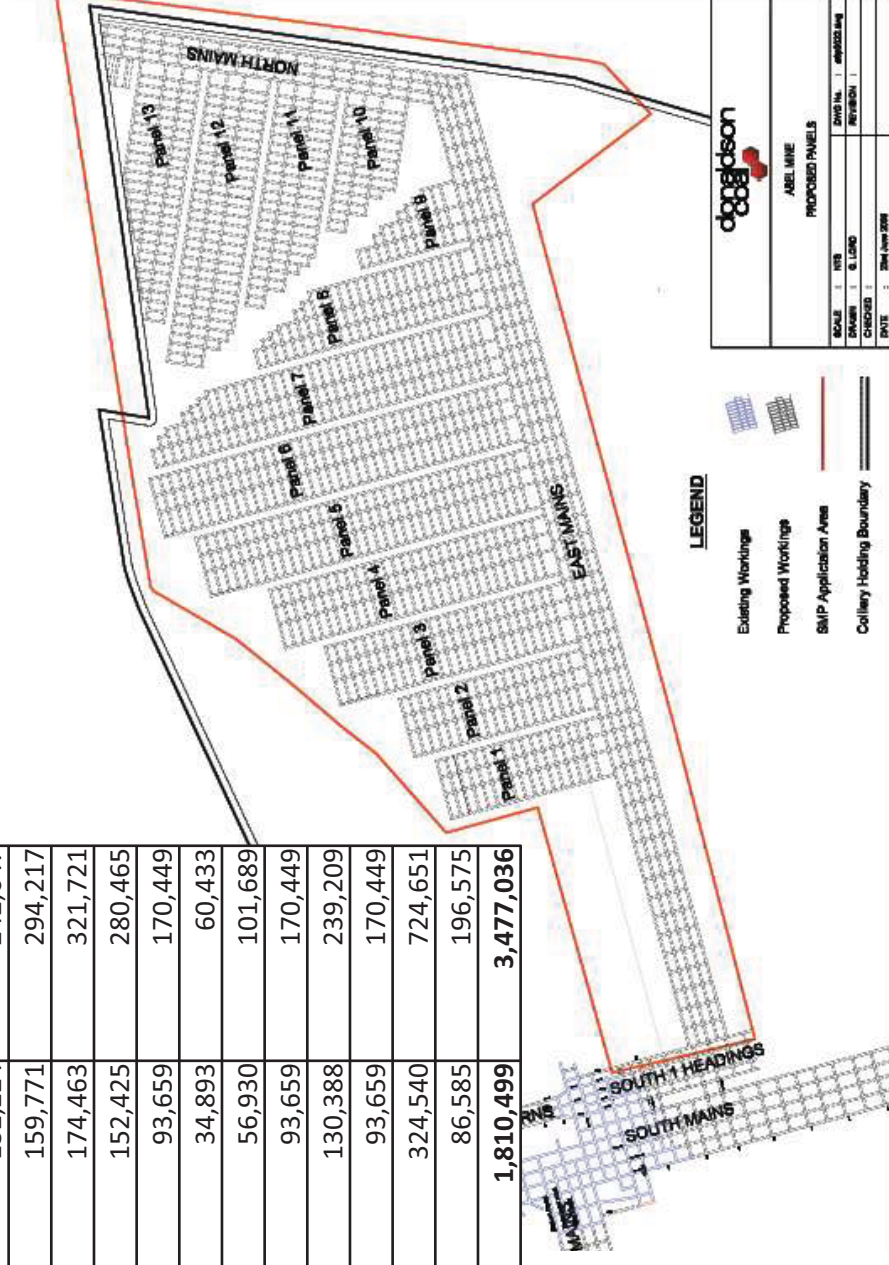 159,771 294,217
174,463 321,721
152,425 280,465
93,659 170,449
34,893 60,433
56,930 101,689
93,659 170,449
130,388 239,209
93,659 170,449
324,540 724,651
86,585 196,575
1,810,499 3,477,036
NORTH MAINS
Panel 13
Panel 12
Panel 11
Panel 10
Panel 9
Panel 8
Panel 7
Panel 6
Panel 5
Panel 4
Panel 3
Panel 2
Panel 1
EAST MAINS
SOUTH 1 HEADINGS
SOUTH MAINS
LEGEND
Existing Workings
Proposed Workings
SMP Application Area
Colliery Holding Boundary
donaldson
coal
ABEL MINE
PROPOSED PANELS
SCALE : NTS
DWG No. :
DRAWN : G. LORD
REVISION :
CHECKED :
DATE :